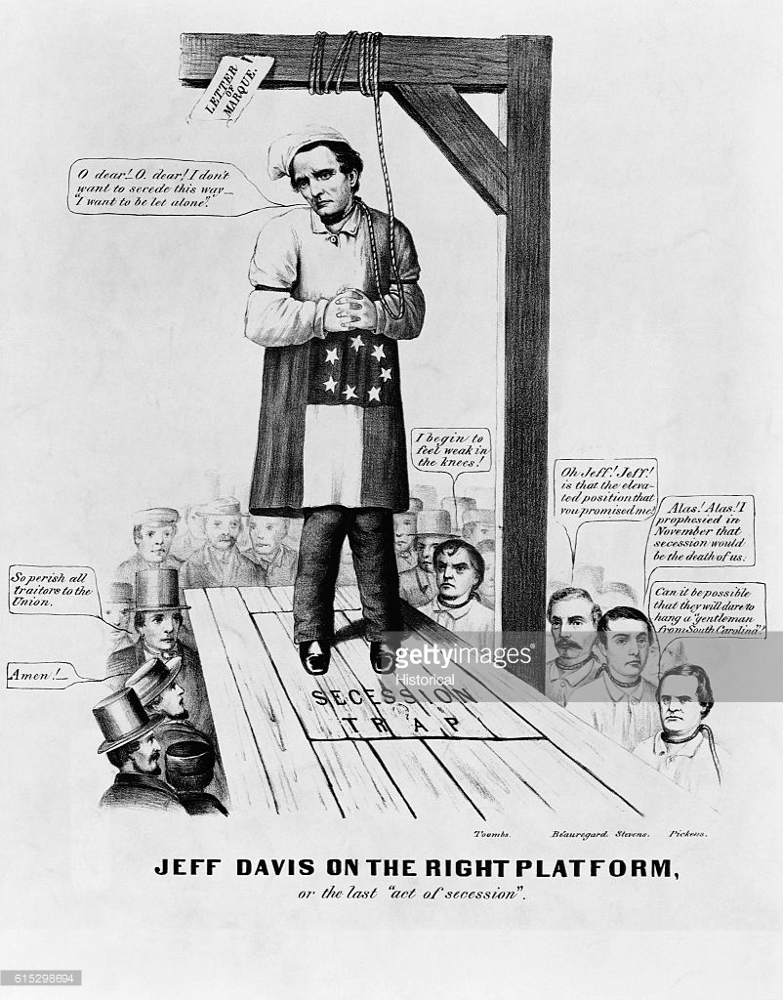 LETTER
OF
MARQUE.
O dear! O. dear! I don't
want to secede this way_
"I want to be let alone".
I begin to
feel weak in
the knees!
Oh Jeff! Jeff!
is that the eleva-
ted position that
you promised me?
Alas! Alas! I
prophesied in
November that
secession would
be the death of us.
So perish all
traitors to the
Union.
Can it be possible
that they will dare to
hang a "gentleman
from South Carolina"?
Amen!_
gettyimages®
Historical
SECESSION
TRAP
Toombs. Beauregard. Stevens. Pickens.
JEFF DAVIS ON THE RIGHT PLATFORM,
or the last "act of secession".
615298694